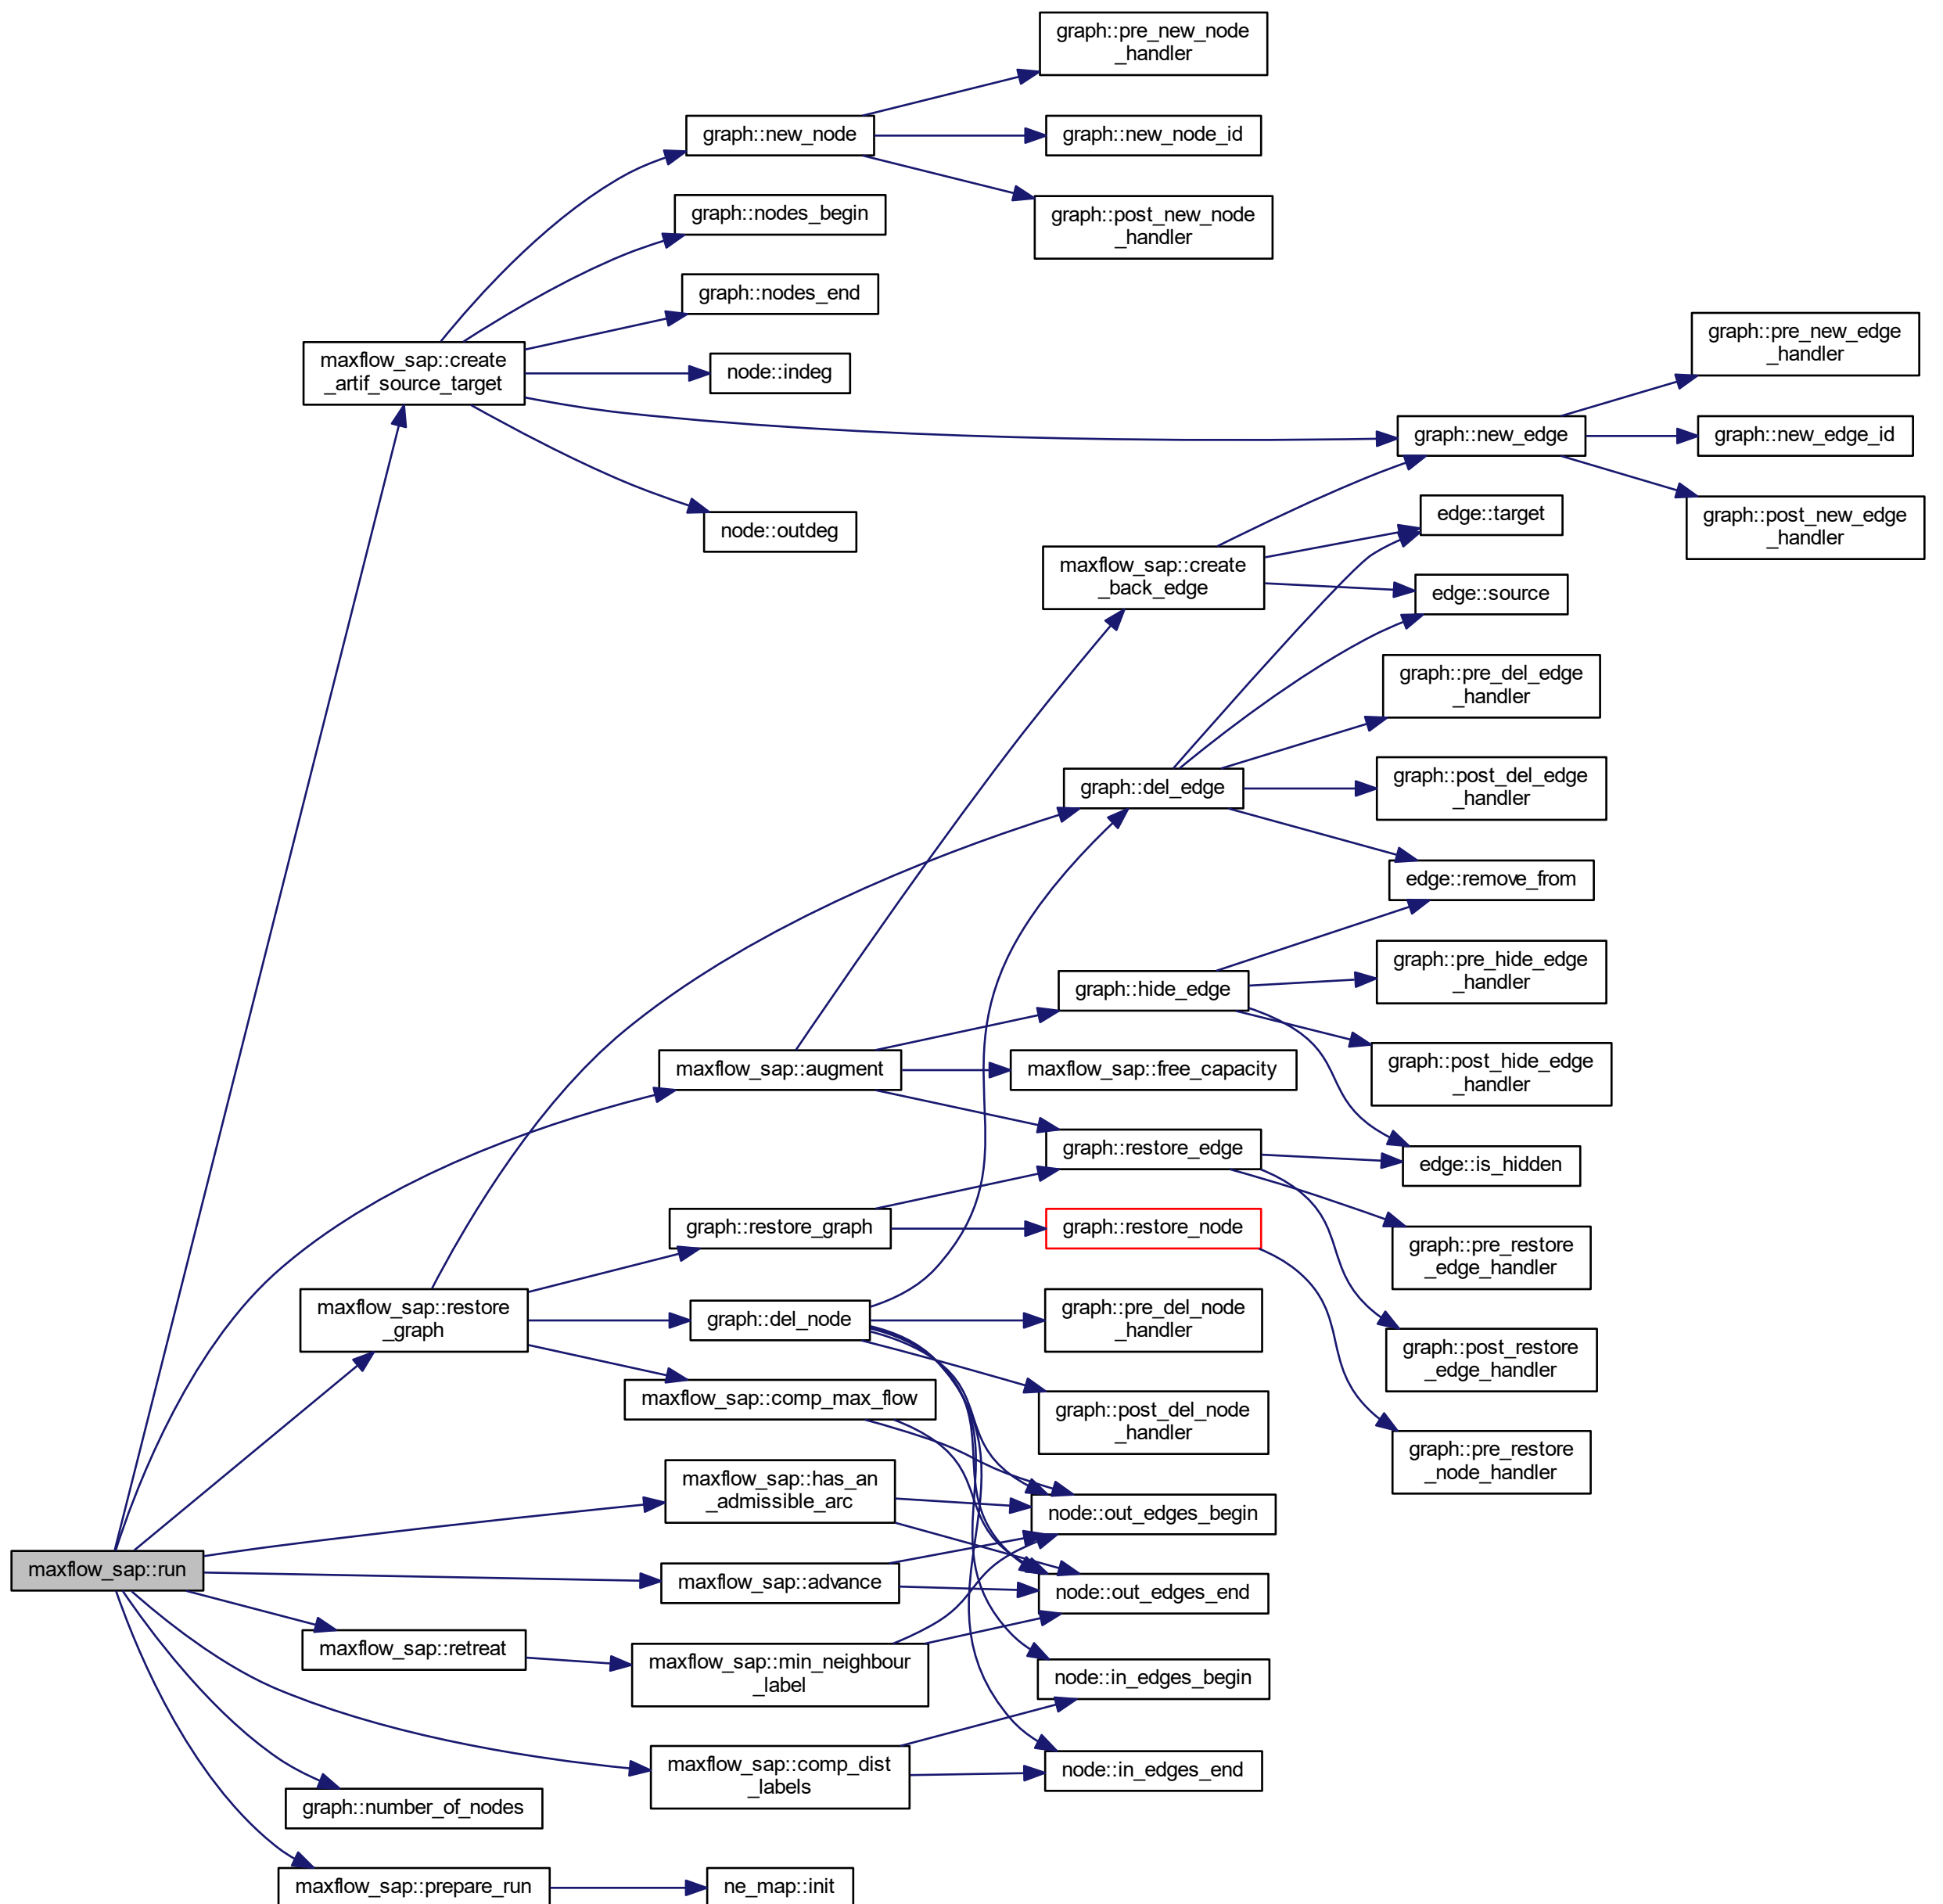 graph::pre_new_node
_handler
graph::new_node
graph::new_node_id
graph::nodes_begin
graph::post_new_node
_handler
graph::nodes_end
maxflow_sap::create
_artif_source_target
node::indeg
graph::pre_new_edge
_handler
graph::new_edge
graph::new_edge_id
node::outdeg
edge::target
graph::post_new_edge
_handler
maxflow_sap::create
_back_edge
edge::source
graph::pre_del_edge
_handler
graph::del_edge
graph::post_del_edge
_handler
edge::remove_from
graph::hide_edge
graph::pre_hide_edge
_handler
maxflow_sap::augment
maxflow_sap::free_capacity
graph::post_hide_edge
_handler
graph::restore_edge
edge::is_hidden
graph::restore_graph
graph::restore_node
graph::pre_restore
_edge_handler
maxflow_sap::restore
_graph
graph::del_node
graph::pre_del_node
_handler
graph::post_restore
_edge_handler
maxflow_sap::comp_max_flow
graph::post_del_node
_handler
graph::pre_restore
_node_handler
maxflow_sap::has_an
_admissible_arc
node::out_edges_begin
maxflow_sap::run
maxflow_sap::advance
node::out_edges_end
maxflow_sap::retreat
maxflow_sap::min_neighbour
_label
node::in_edges_begin
maxflow_sap::comp_dist
_labels
node::in_edges_end
graph::number_of_nodes
maxflow_sap::prepare_run
ne_map::init